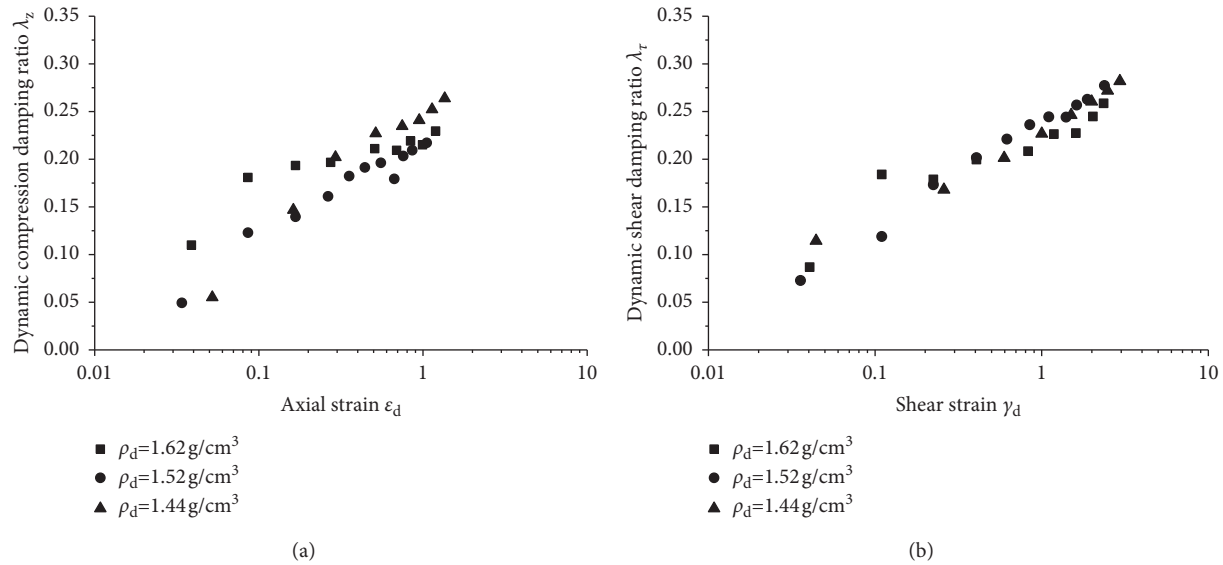 0.35
0.30
0.25
0.20
0.15
0.10
0.05
0.00
Dynamic compression damping ratio λz
0.01
0.1
1
10
Axial strain εd
ρd=1.62 g/cm³
ρd=1.52 g/cm³
ρd=1.44 g/cm³
(a)
0.35
0.30
0.25
0.20
0.15
0.10
0.05
0.00
Dynamic shear damping ratio λτ
0.01
0.1
1
10
Shear strain γd
ρd=1.62 g/cm³
ρd=1.52 g/cm³
ρd=1.44 g/cm³
(b)